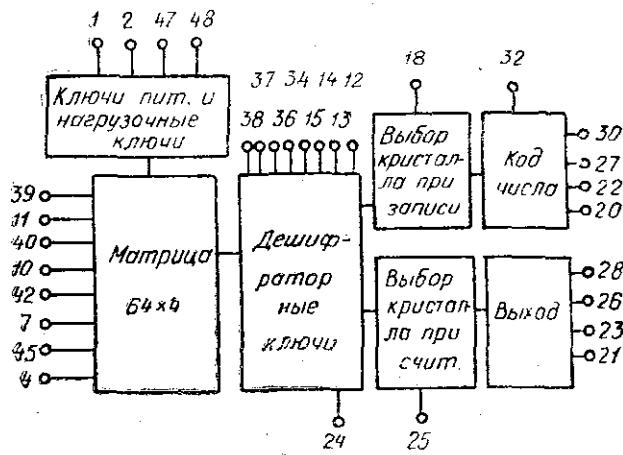 1 2 47 48
Ключи пит. и
нагрузочные
ключи
37 34 14 12
38 36 15 13
18
32
39
11
40
10
42
7
45
4
Матрица
64×4
Дешиф-
ратор
ные
ключи
24
Выбор
кристал-
ла при
записи
Код
числа
30
27
22
20
Выбор
кристал-
ла при
счит.
25
Выход
28
26
23
21